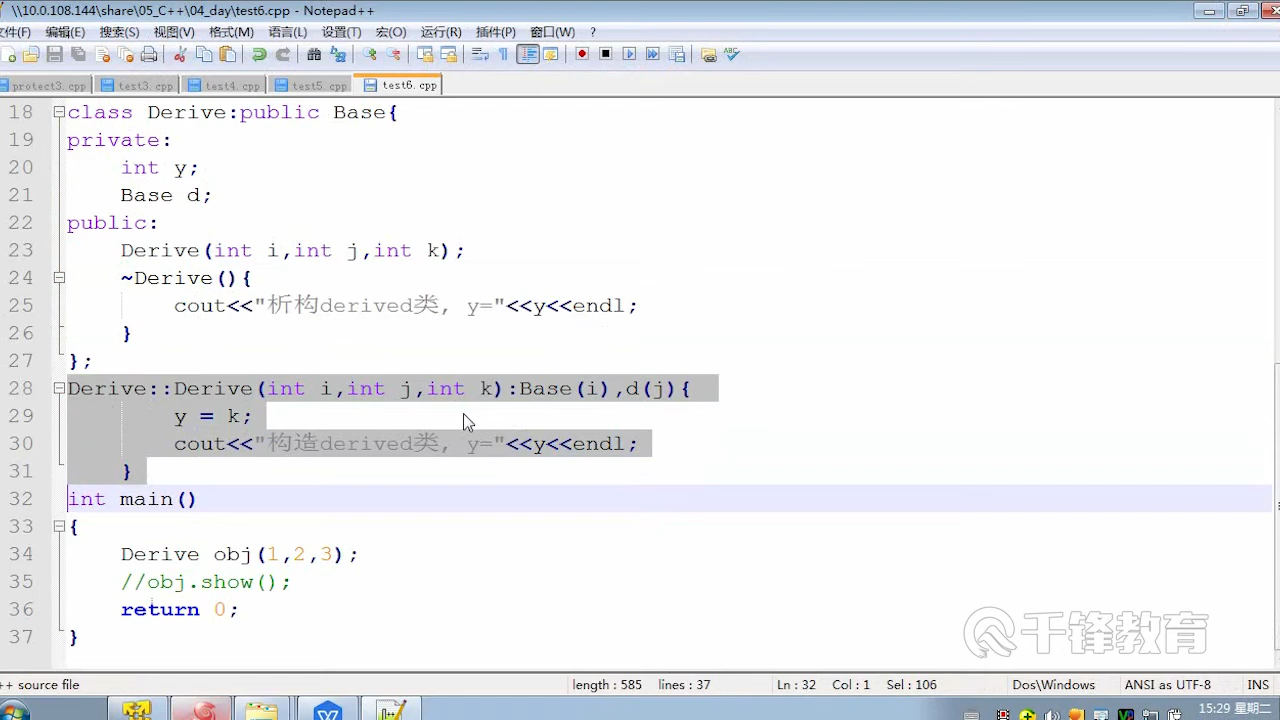 \\10.0.108.144\share\05_C++\04_day\test6.cpp - Notepad++
文件(F) 编辑(E) 搜索(S) 视图(V) 格式(M) 语言(L) 设置(T) 宏(O) 运行(R) 插件(P) 窗口(W) ?
protect3.cpp test3.cpp test4.cpp test5.cpp test6.cpp
18 class Derive:public Base{
19 private:
20 int y;
21 Base d;
22 public:
23 Derive(int i,int j,int k);
24 ~Derive(){
25 cout<<"析构derived类, y="<<y<<endl;
26 }
27 };
28 Derive::Derive(int i,int j,int k):Base(i),d(j){
29 y = k;
30 cout<<"构造derived类, y="<<y<<endl;
31 }
32 int main()
33 {
34 Derive obj(1,2,3);
35 //obj.show();
36 return 0;
37 }
千锋教育
++ source file length : 585 lines : 37 Ln : 32 Col : 1 Sel : 106 Dos\Windows ANSI as UTF-8 INS
15:29 星期二